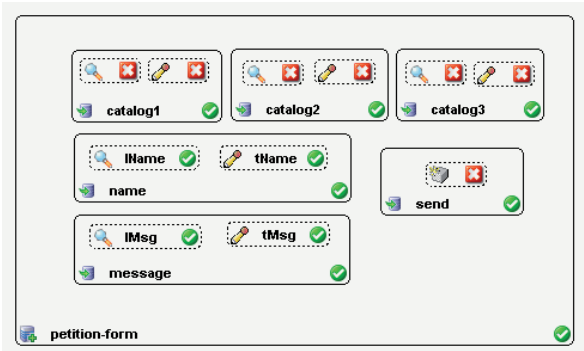 catalog1 catalog2 catalog3
lName tName
name
send
lMsg tMsg
message
petition-form